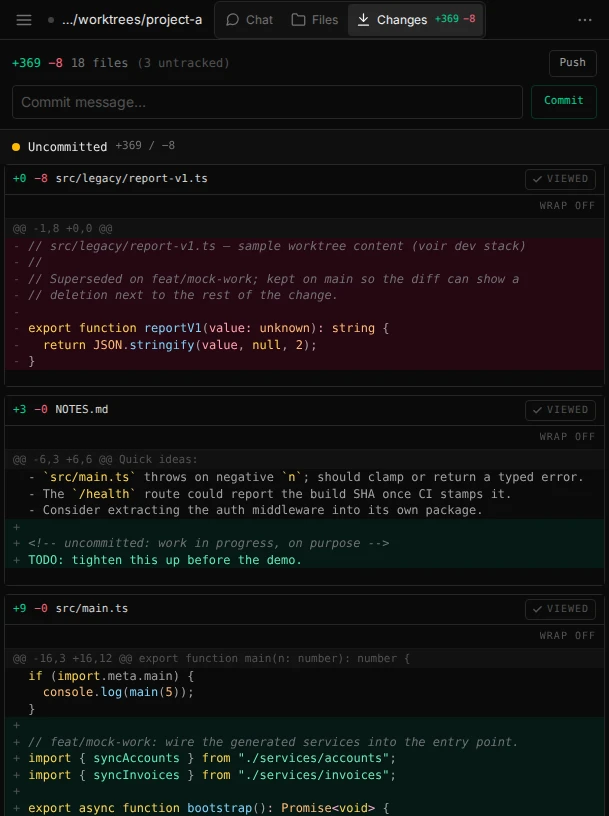 .../worktrees/project-a Chat Files Changes +369 −8 ...
+369 −8 18 files (3 untracked) Push
Commit message... Commit
Uncommitted +369 / −8
+0 −8 src/legacy/report-v1.ts VIEWED
WRAP OFF
@@ -1,8 +0,0 @@
- // src/legacy/report-v1.ts — sample worktree content (voir dev stack)
- //
- // Superseded on feat/mock-work; kept on main so the diff can show a
- // deletion next to the rest of the change.
-
- export function reportV1(value: unknown): string {
-   return JSON.stringify(value, null, 2);
- }
+3 −0 NOTES.md VIEWED
WRAP OFF
@@ -6,3 +6,6 @@ Quick ideas:
- `src/main.ts` throws on negative `n`; should clamp or return a typed error.
- The `/health` route could report the build SHA once CI stamps it.
- Consider extracting the auth middleware into its own package.
+
+ <!-- uncommitted: work in progress, on purpose -->
+ TODO: tighten this up before the demo.
+9 −0 src/main.ts VIEWED
WRAP OFF
@@ -16,3 +16,12 @@ export function main(n: number): number {
if (import.meta.main) {
  console.log(main(5));
}
+
+ // feat/mock-work: wire the generated services into the entry point.
+ import { syncAccounts } from "./services/accounts";
+ import { syncInvoices } from "./services/invoices";
+
+ export async function bootstrap(): Promise<void> {